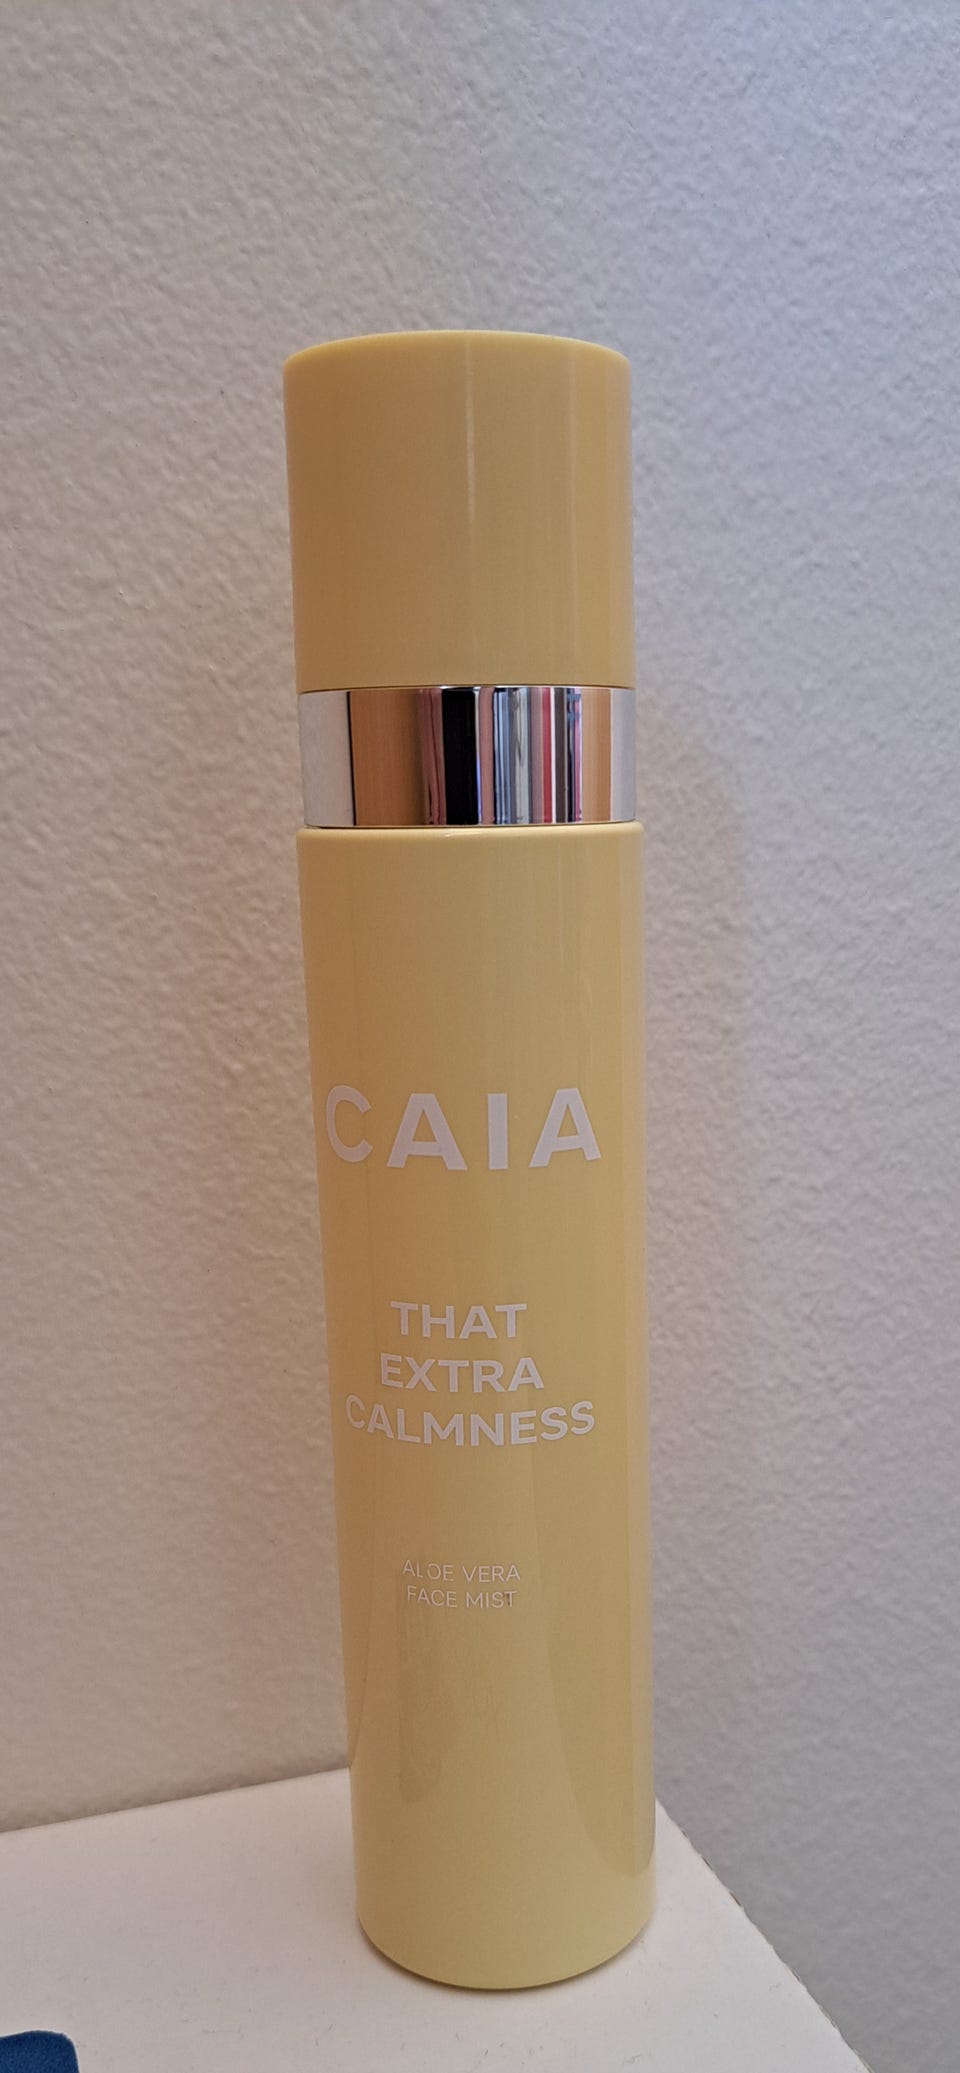 CAIA
THAT
EXTRA
CALMNESS
ALOE VERA
FACE MIST